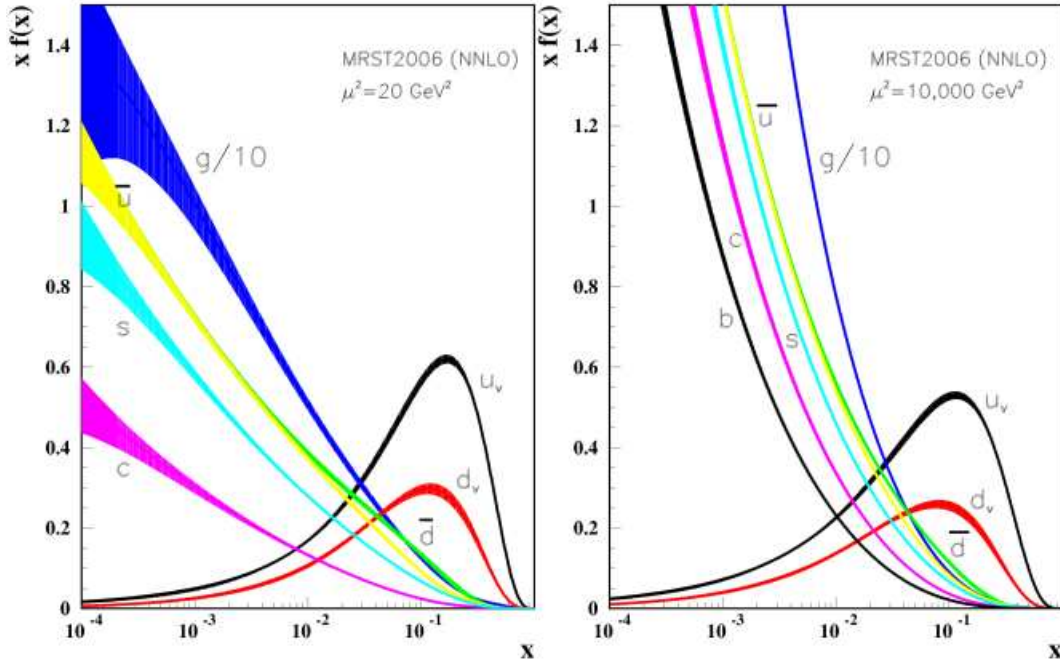 x f(x)
1.4
1.2
1
0.8
0.6
0.4
0.2
0
MRST2006 (NNLO)
μ²=20 GeV²
g/10
u̅
s
c
u_v
d_v
d̅
10⁻⁴
10⁻³
10⁻²
10⁻¹
x
x f(x)
1.4
1.2
1
0.8
0.6
0.4
0.2
0
MRST2006 (NNLO)
μ²=10,000 GeV²
u̅
g/10
c
b
s
u_v
d_v
d̅
10⁻⁴
10⁻³
10⁻²
10⁻¹
x